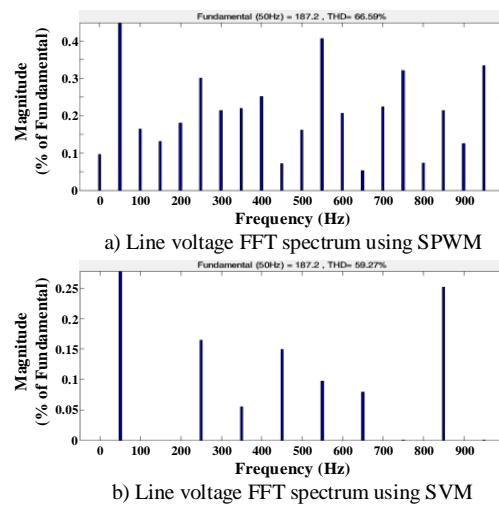 Fundamental (50Hz) = 187.2 , THD= 66.59%
Magnitude
(% of Fundamental)
0.4
0.3
0.2
0.1
0
0 100 200 300 400 500 600 700 800 900
Frequency (Hz)
a) Line voltage FFT spectrum using SPWM
Fundamental (50Hz) = 187.2 , THD= 59.27%
Magnitude
(% of Fundamental)
0.25
0.2
0.15
0.1
0.05
0
0 100 200 300 400 500 600 700 800 900
Frequency (Hz)
b) Line voltage FFT spectrum using SVM